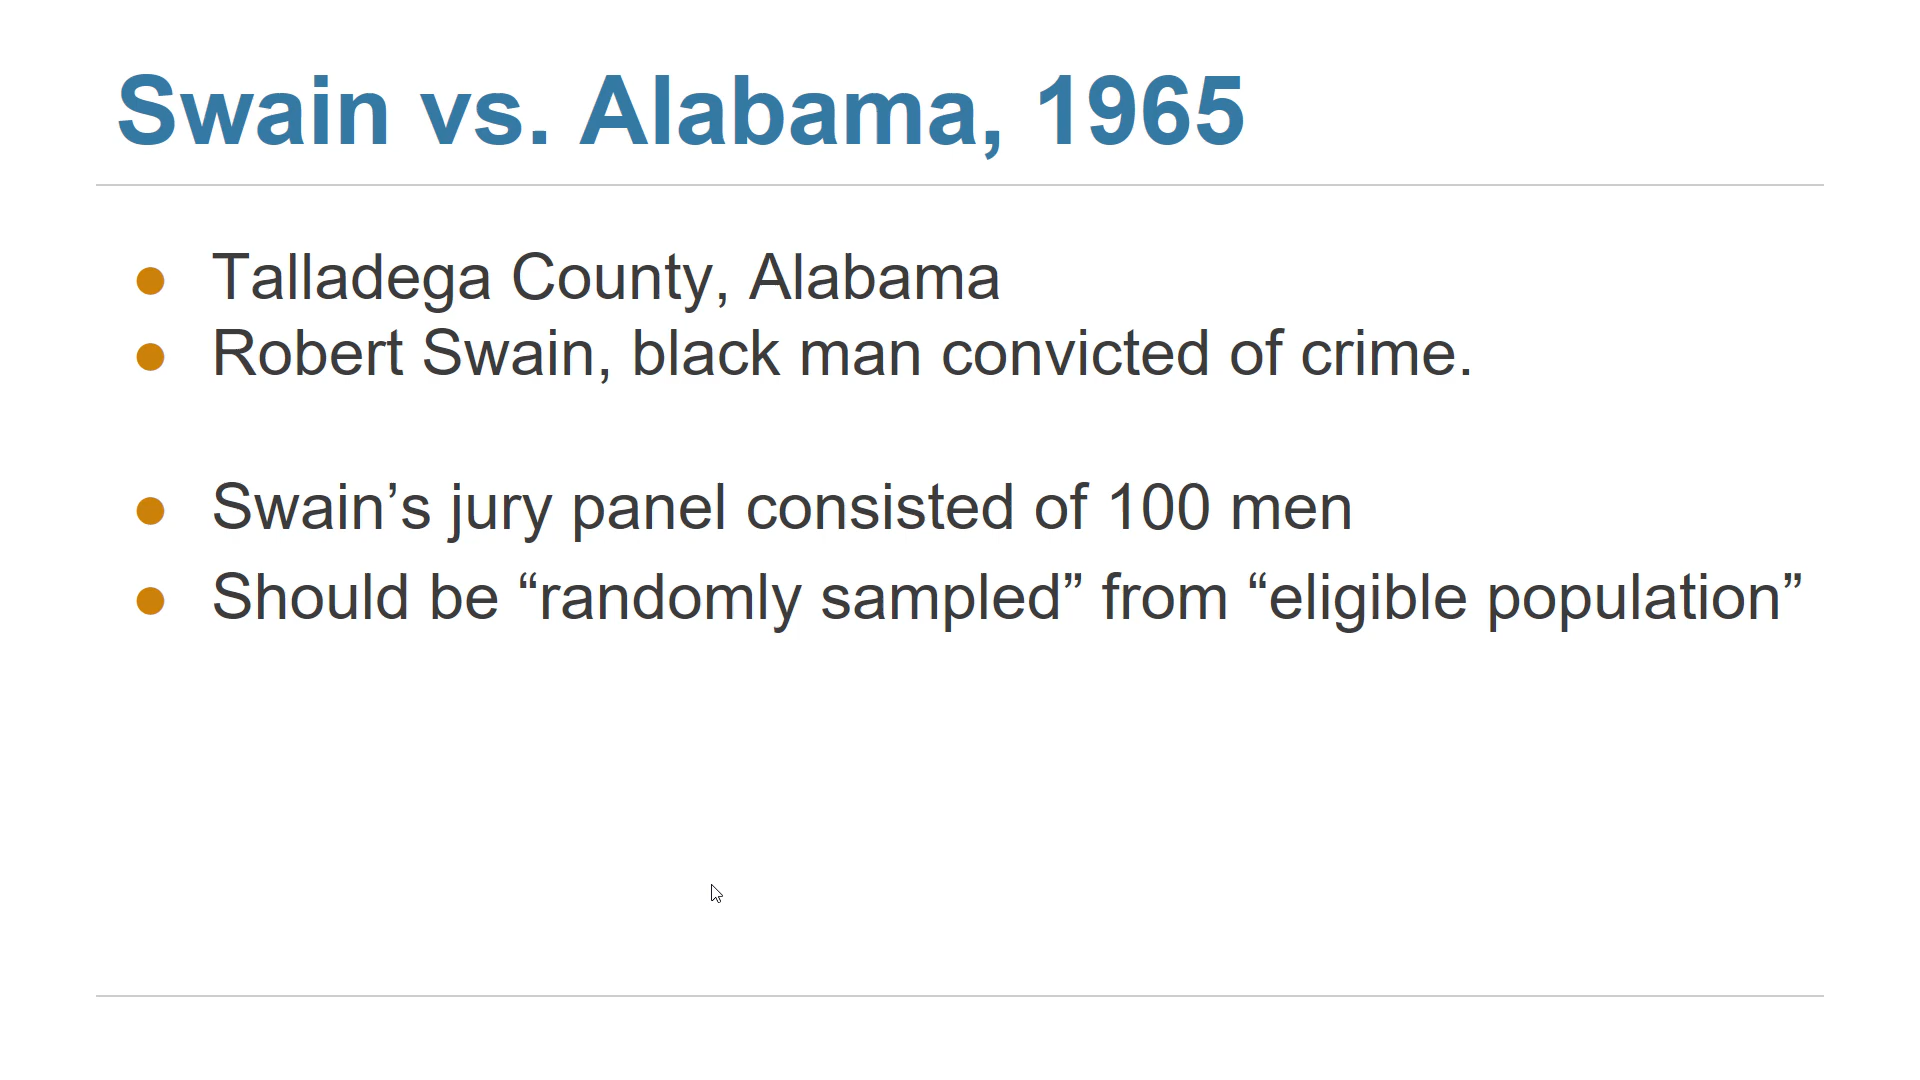 Swain vs. Alabama, 1965
● Talladega County, Alabama
● Robert Swain, black man convicted of crime.
● Swain’s jury panel consisted of 100 men
● Should be “randomly sampled” from “eligible population”